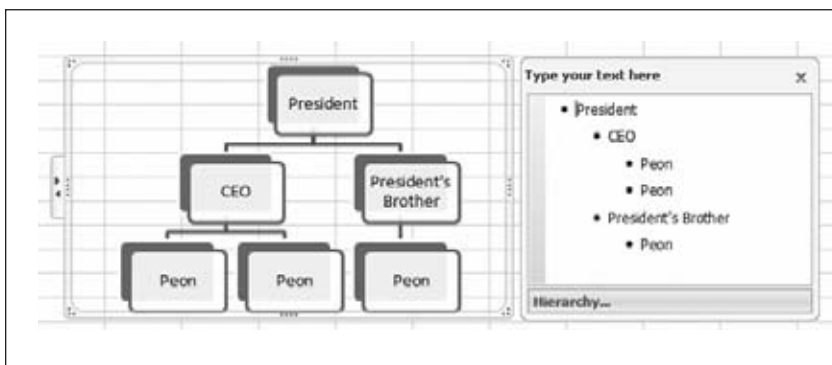 President
CEO
President's
Brother
Peon
Peon
Peon
Type your text here
President
CEO
Peon
Peon
President's Brother
Peon
Hierarchy...